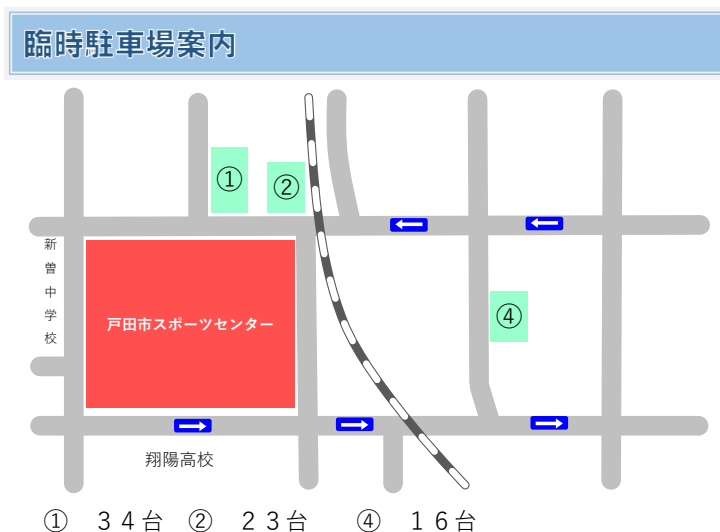 臨時駐車場案内
①
②
新曽中学校
戸田市スポーツセンター
④
翔陽高校
① 34台 ② 23台 ④ 16台